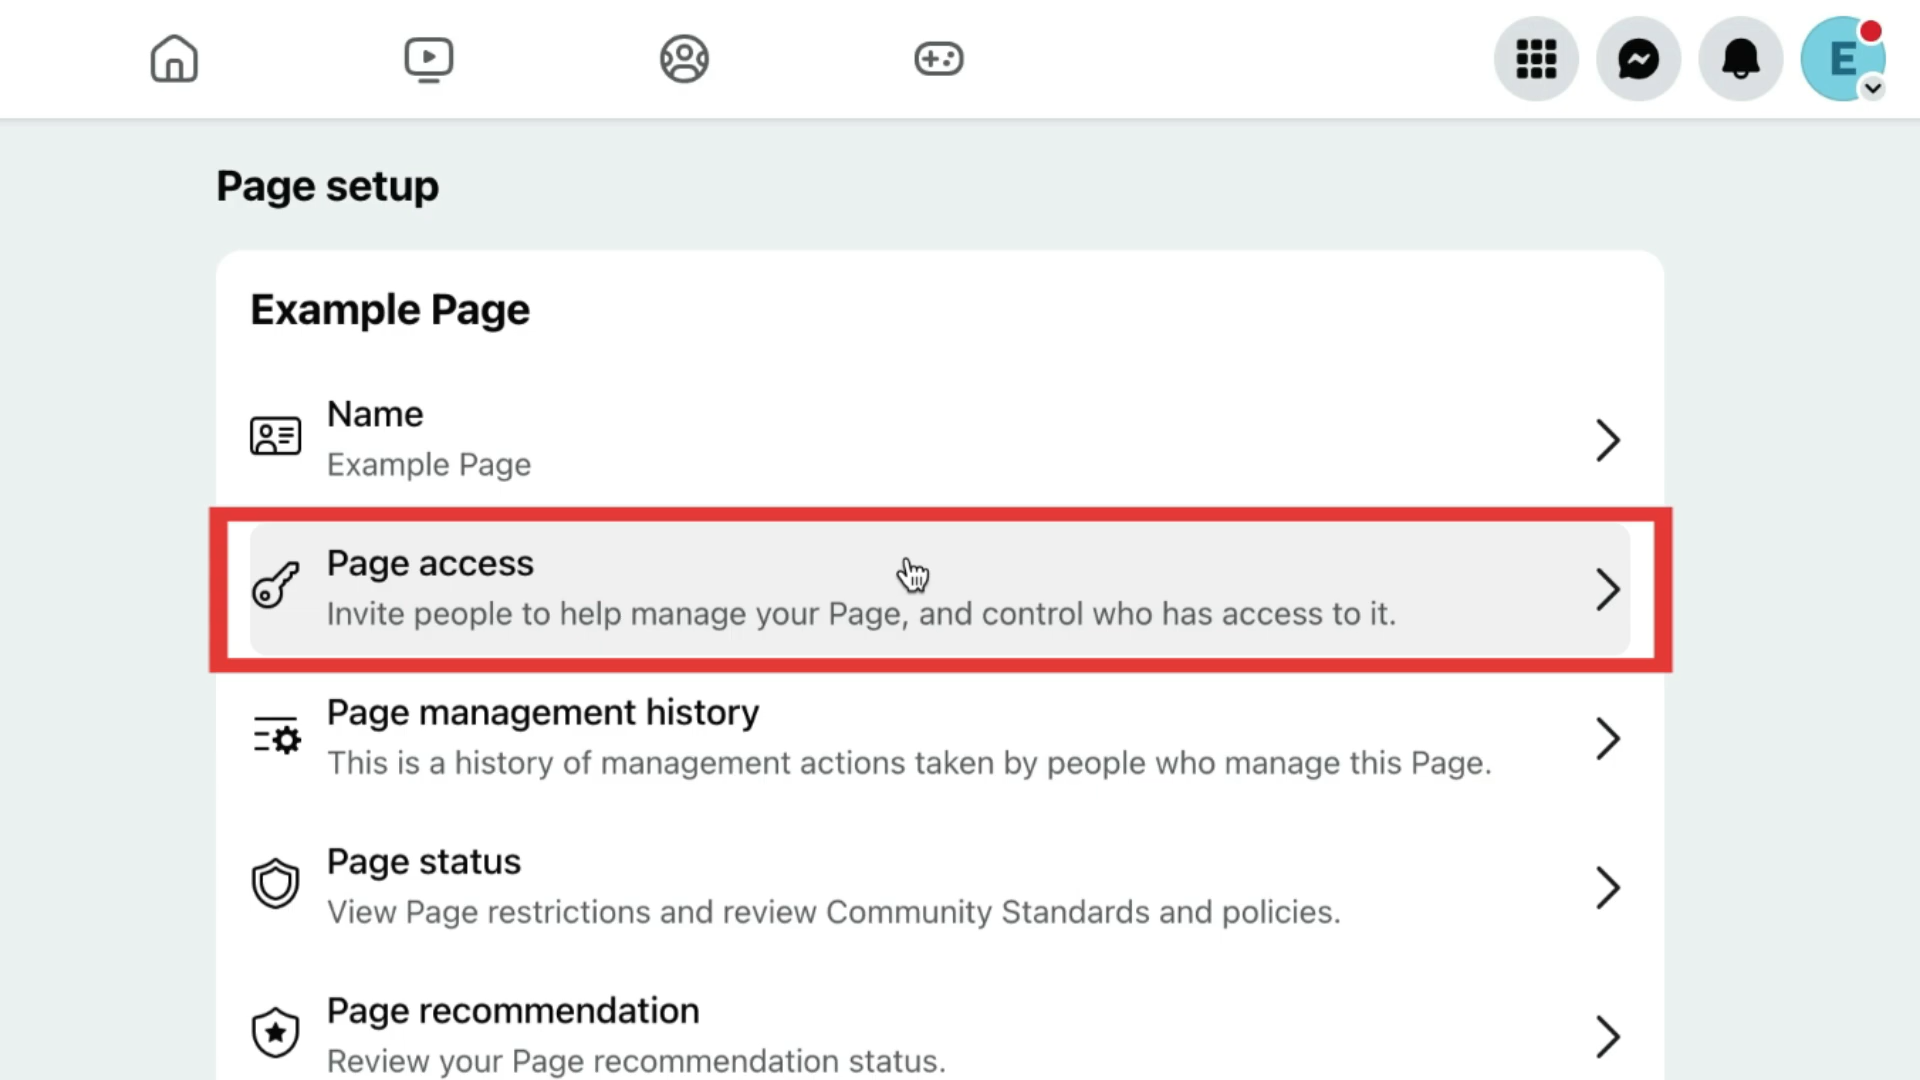 E
Page setup
Example Page
Name
Example Page
Page access
Invite people to help manage your Page, and control who has access to it.
Page management history
This is a history of management actions taken by people who manage this Page.
Page status
View Page restrictions and review Community Standards and policies.
Page recommendation
Review your Page recommendation status.